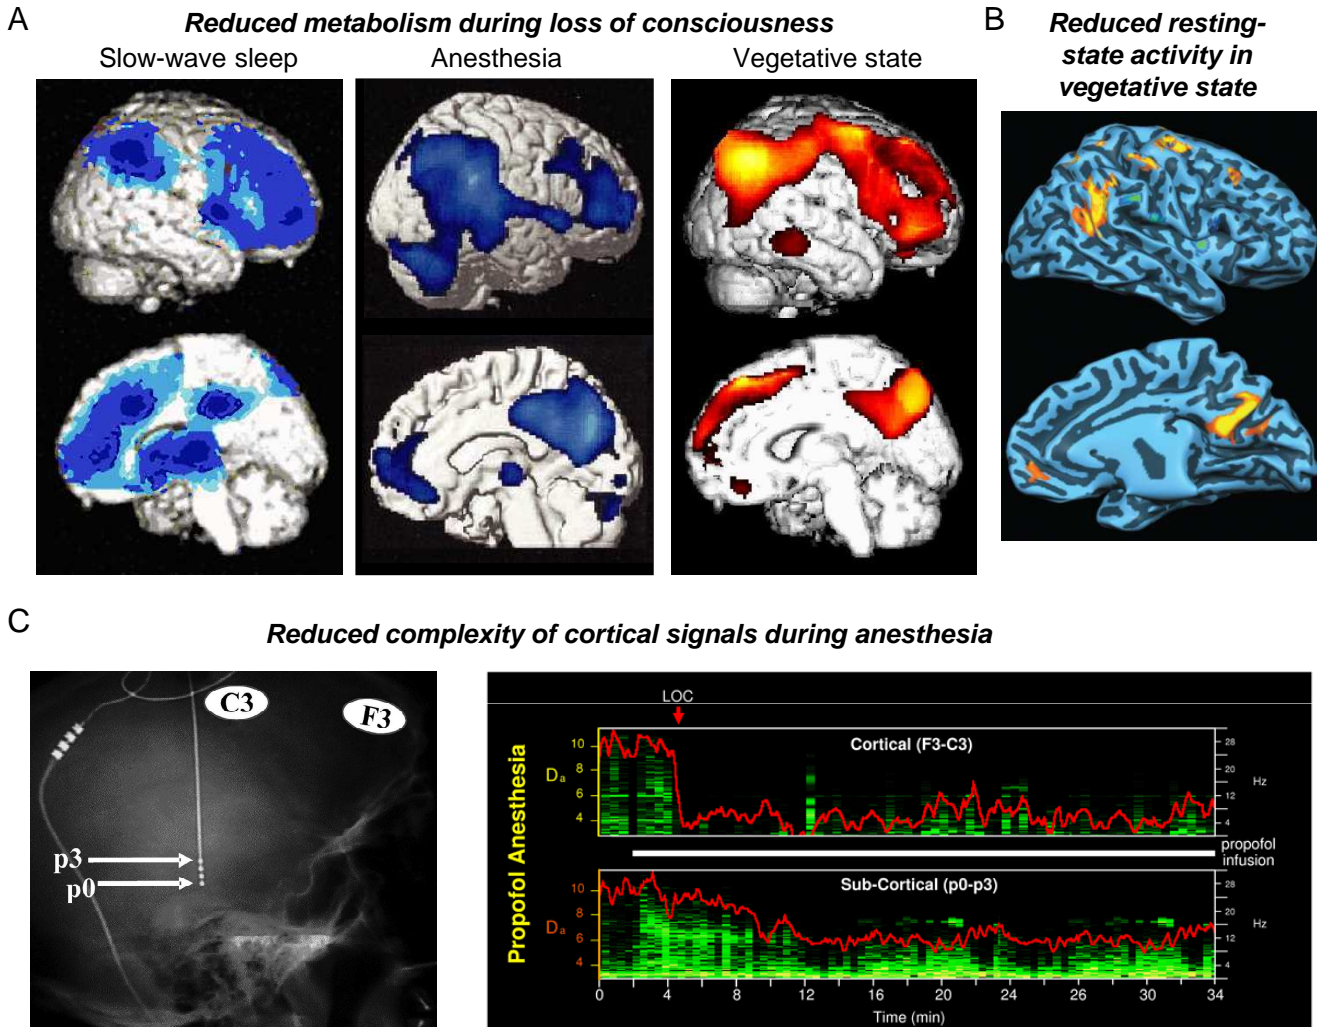 A
Reduced metabolism during loss of consciousness
Slow-wave sleep
Anesthesia
Vegetative state
B
Reduced resting-
state activity in
vegetative state
C
Reduced complexity of cortical signals during anesthesia
C3
F3
p3
p0
LOC
Propofol Anesthesia
Cortical (F3-C3)
Da
10
8
6
4
28
20
12
4
Hz
propofol
infusion
Sub-Cortical (p0-p3)
Da
10
8
6
4
28
20
12
4
Hz
0 4 8 12 14 20 22 26 30 34
Time (min)